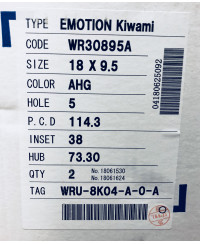 TYPE EMOTION Kiwami
CODE WR30895A
SIZE 18 X 9.5
COLOR AHG
HOLE 5
P.C.D 114.3
INSET 38
HUB 73.30
QTY 2 No.18061530
No.18061624
TAG WRU-8K04-A-O-A
04180625092